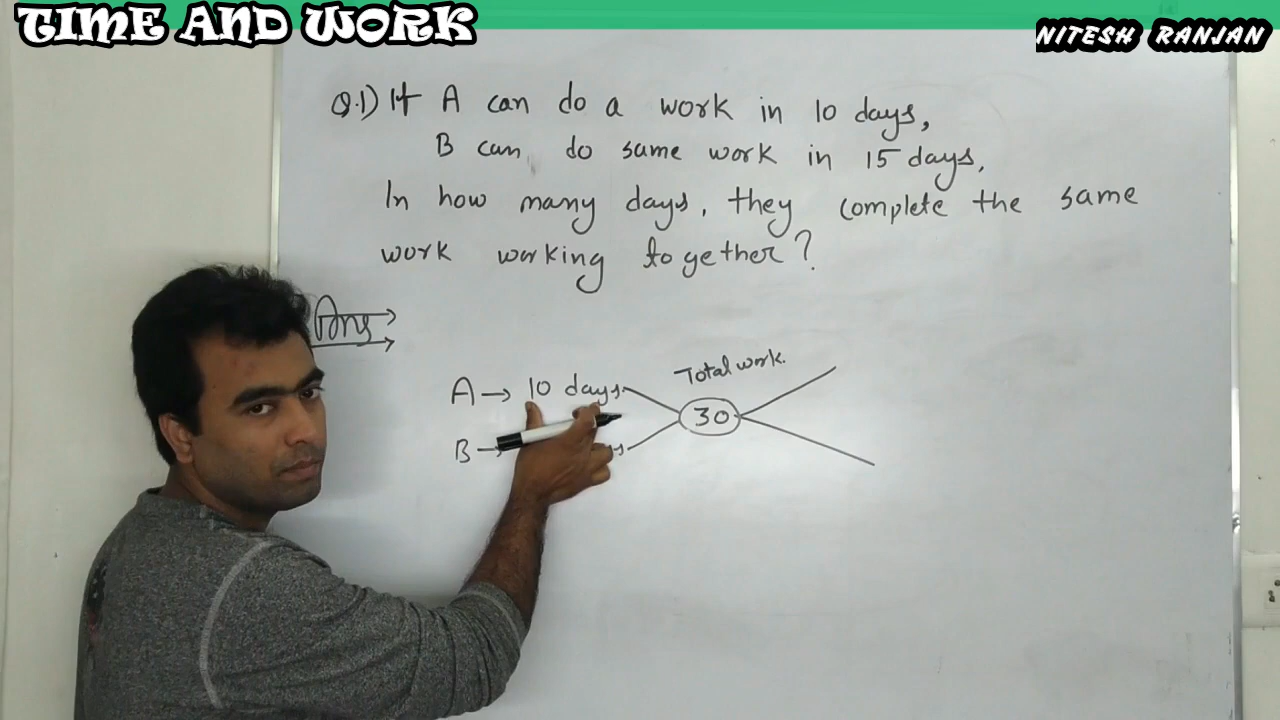 TIME AND WORK
NITESH RANJAN
Q.1) If A can do a work in 10 days,
B can do same work in 15 days.
In how many days, they complete the same
work working together?
Ans
Total work.
A → 10 days
30
B →